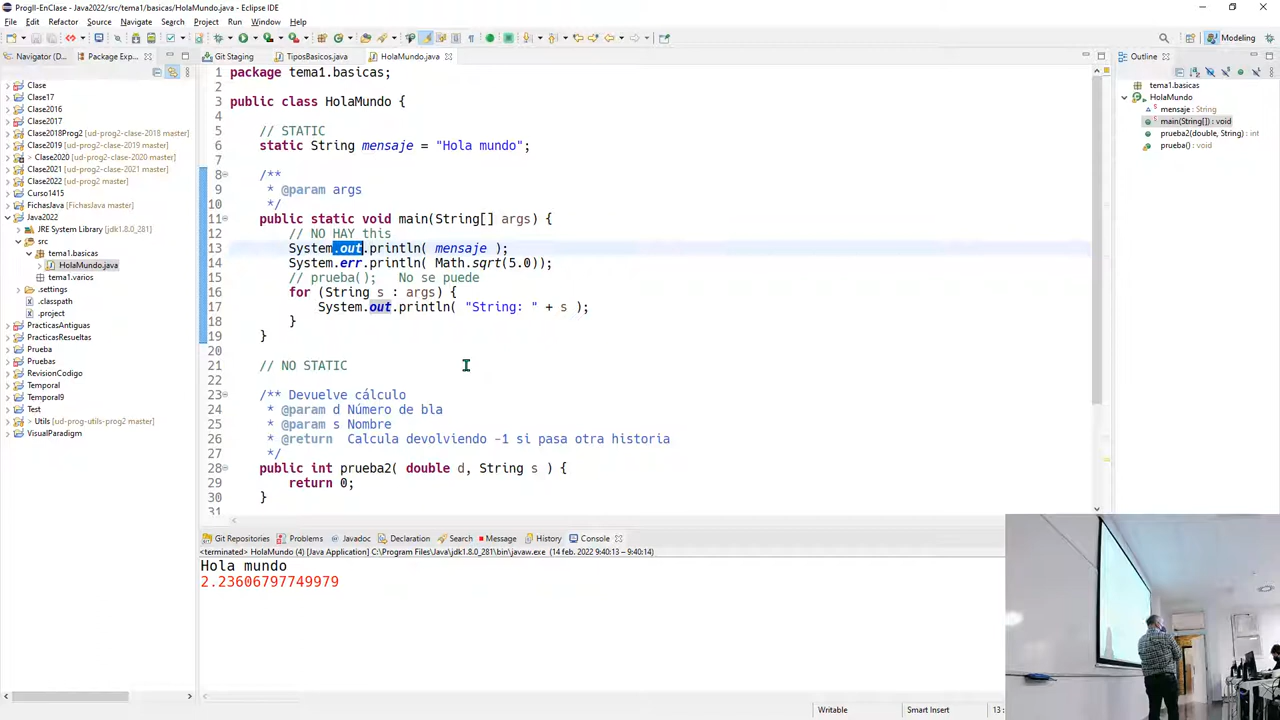 ProgII-EnClase - Java2022/src/tema1/basicas/HolaMundo.java - Eclipse IDE
File Edit Refactor Source Navigate Search Project Run Window Help
Modeling
Navigator (D... Package Exp...
Git Staging TiposBasicos.java HolaMundo.java
Outline
Clase
Clase17
Clase2016
Clase2017
Clase2018Prog2 [ud-prog2-clase-2018 master]
Clase2019 [ud-prog2-clase-2019 master]
> Clase2020 [ud-prog2-clase-2020 master]
Clase2021 [ud-prog2-clase-2021 master]
Clase2022 [ud-prog2 master]
Curso1415
FichasJava [FichasJava master]
Java2022
JRE System Library [jdk1.8.0_281]
src
tema1.basicas
HolaMundo.java
tema1.varios
.settings
.classpath
.project
PracticasAntiguas
PracticasResueltas
Prueba
Pruebas
RevisionCodigo
Temporal
Temporal9
Test
> Utils [ud-prog-utils-prog2 master]
VisualParadigm
1 package tema1.basicas;
2
3 public class HolaMundo {
4
5 // STATIC
6 static String mensaje = "Hola mundo";
7
8 /**
9 * @param args
10 */
11 public static void main(String[] args) {
12 // NO HAY this
13 System.out.println( mensaje );
14 System.err.println( Math.sqrt(5.0));
15 // prueba(); No se puede
16 for (String s : args) {
17 System.out.println( "String: " + s );
18 }
19 }
20
21 // NO STATIC
22
23 /** Devuelve cálculo
24 * @param d Número de bla
25 * @param s Nombre
26 * @return Calcula devolviendo -1 si pasa otra historia
27 */
28 public int prueba2( double d, String s ) {
29 return 0;
30 }
31
tema1.basicas
HolaMundo
mensaje : String
main(String[]) : void
prueba2(double, String) : int
prueba() : void
Git Repositories Problems Javadoc Declaration Search Message History Console
<terminated> HolaMundo (4) [Java Application] C:\Program Files\Java\jdk1.8.0_281\bin\javaw.exe (14 feb. 2022 9:40:13 – 9:40:14)
Hola mundo
2.23606797749979
Writable Smart Insert 13 :